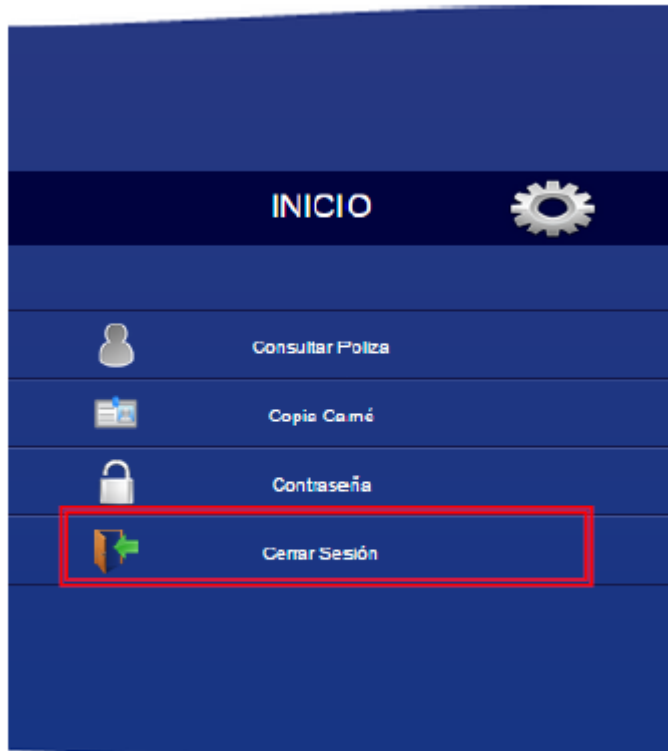 INICIO
Consultar Poliza
Copia Carné
Contraseña
Cerrar Sesión